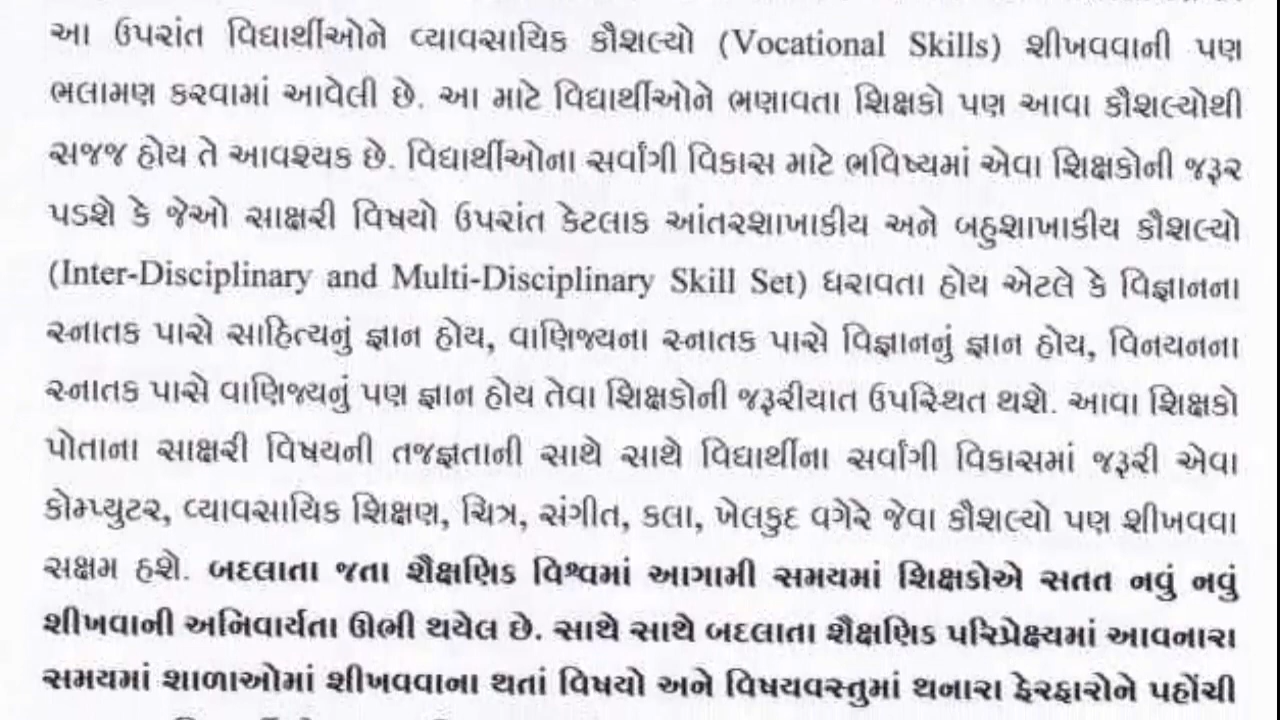 આ ઉપરાંત વિદ્યાર્થીઓને વ્યાવસાયિક કૌશલ્યો (Vocational Skills) શીખવવાની પણ
ભલામણ કરવામાં આવેલી છે. આ માટે વિદ્યાર્થીઓને ભણાવતા શિક્ષકો પણ આવા કૌશલ્યોથી
સજજ હોય તે આવશ્યક છે. વિદ્યાર્થીઓના સર્વાંગી વિકાસ માટે ભવિષ્યમાં એવા શિક્ષકોની જરૂર
પડશે કે જેઓ સાક્ષરી વિષયો ઉપરાંત કેટલાક આંતરશાખાકીય અને બહુશાખાકીય કૌશલ્યો
(Inter-Disciplinary and Multi-Disciplinary Skill Set) ધરાવતા હોય એટલે કે વિજ્ઞાનના
સ્નાતક પાસે સાહિત્યનું જ્ઞાન હોય, વાણિજ્યના સ્નાતક પાસે વિજ્ઞાનનું જ્ઞાન હોય, વિનયનના
સ્નાતક પાસે વાણિજ્યનું પણ જ્ઞાન હોય તેવા શિક્ષકોની જરૂરીયાત ઉપસ્થિત થશે. આવા શિક્ષકો
પોતાના સાક્ષરી વિષયની તજજ્ઞતાની સાથે સાથે વિદ્યાર્થીના સર્વાંગી વિકાસમાં જરૂરી એવા
કોમ્પ્યુટર, વ્યાવસાયિક શિક્ષણ, ચિત્ર, સંગીત, કલા, ખેલકુદ વગેરે જેવા કૌશલ્યો પણ શીખવવા
સક્ષમ હશે. બદલાતા જતા શૈક્ષણિક વિશ્વમાં આગામી સમયમાં શિક્ષકોએ સતત નવું નવું
શીખવાની અનિવાર્યતા ઊભી થયેલ છે. સાથે સાથે બદલાતા શૈક્ષણિક પરિપ્રેક્ષ્યમાં આવનારા
સમયમાં શાળાઓમાં શીખવવાના થતાં વિષયો અને વિષયવસ્તુમાં થનારા ફેરફારોને પહોંચી